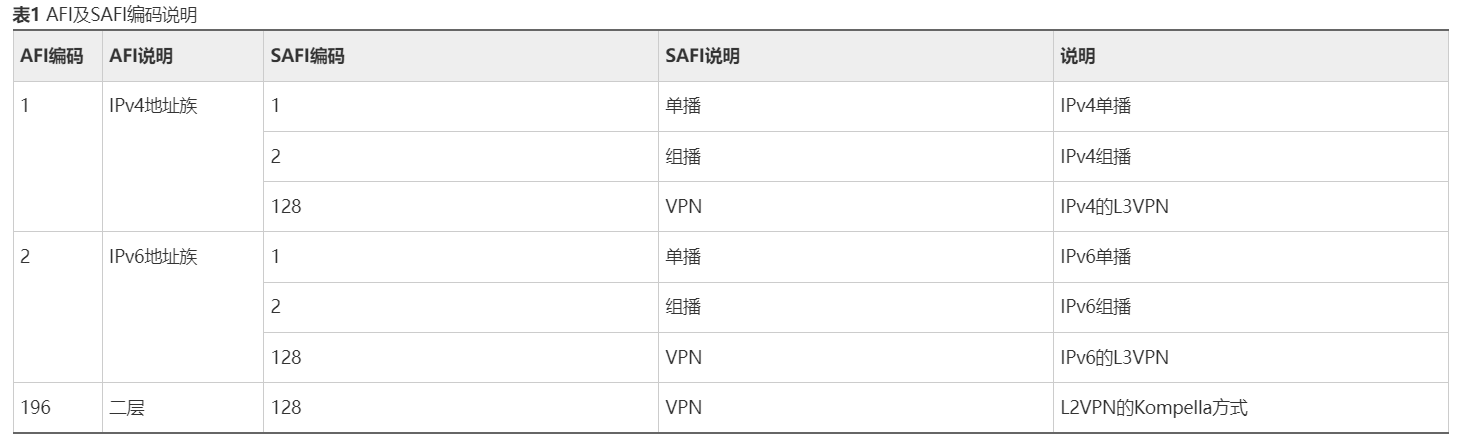 表1 AFI及SAFI编码说明
AFI编码 AFI说明 SAFI编码 SAFI说明 说明
1 IPv4地址族 1 单播 IPv4单播
2 组播 IPv4组播
128 VPN IPv4的L3VPN
2 IPv6地址族 1 单播 IPv6单播
2 组播 IPv6组播
128 VPN IPv6的L3VPN
196 二层 128 VPN L2VPN的Kompella方式